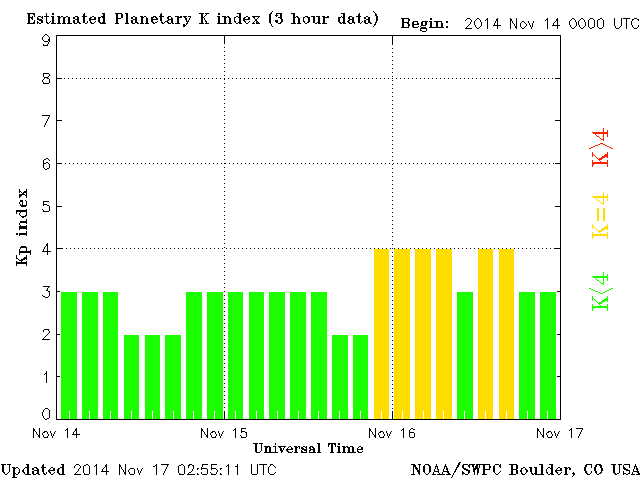 Estimated Planetary K index (3 hour data)
Begin: 2014 Nov 14 0000 UTC
9
8
7
6
5
4
3
2
1
0
Kp index
K>4
K=4
K<4
Nov 14
Nov 15
Nov 16
Nov 17
Universal Time
Updated 2014 Nov 17 02:55:11 UTC
NOAA/SWPC Boulder, CO USA